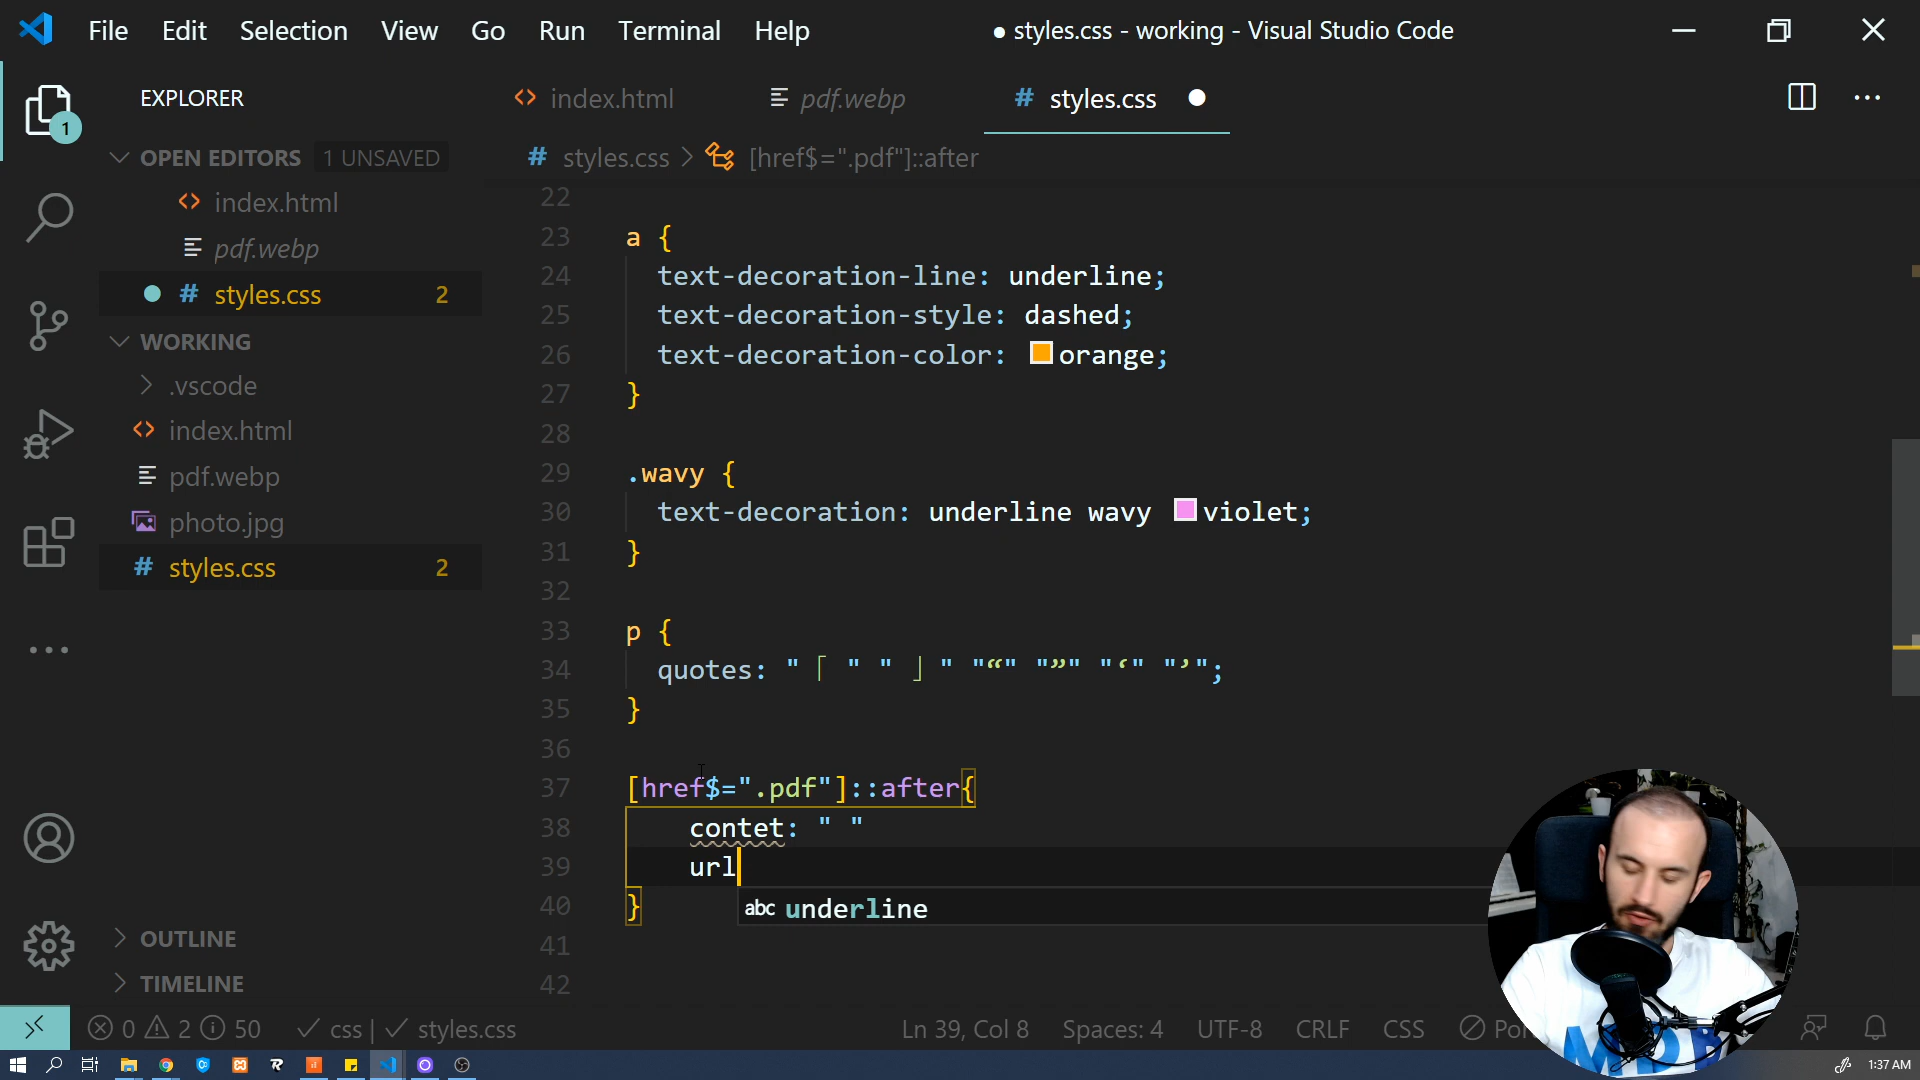 File Edit Selection View Go Run Terminal Help
● styles.css - working - Visual Studio Code
EXPLORER
index.html
pdf.webp
# styles.css
1
OPEN EDITORS 1 UNSAVED
# styles.css > [href$=".pdf"]::after
index.html
pdf.webp
# styles.css 2
WORKING
.vscode
index.html
pdf.webp
photo.jpg
# styles.css 2
OUTLINE
TIMELINE
22
23 a {
24 text-decoration-line: underline;
25 text-decoration-style: dashed;
26 text-decoration-color: orange;
27 }
28
29 .wavy {
30 text-decoration: underline wavy violet;
31 }
32
33 p {
34 quotes: "⌈" "⌋" "“" "”" "‘" "’";
35 }
36
37 [href$=".pdf"]::after{
38 contet: " "
39 url
40 }
abc underline
41
42
0 2 50 css | styles.css
Ln 39, Col 8 Spaces: 4 UTF-8 CRLF CSS
1:37 AM